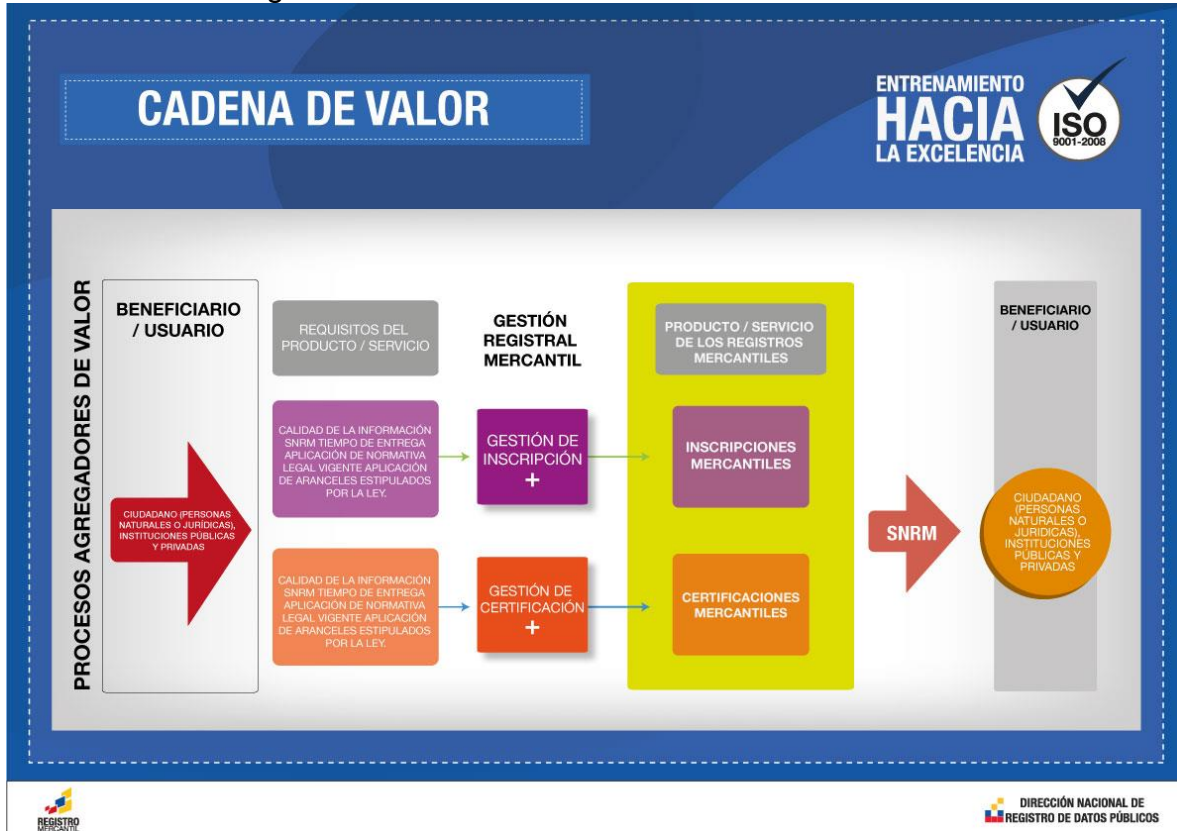 CADENA DE VALOR
ENTRENAMIENTO
HACIA
LA EXCELENCIA
ISO
9001-2008
PROCESOS AGREGADORES DE VALOR
BENEFICIARIO
/ USUARIO
CIUDADANO (PERSONAS
NATURALES O JURÍDICAS),
INSTITUCIONES PÚBLICAS
Y PRIVADAS
REQUISITOS DEL
PRODUCTO / SERVICIO
CALIDAD DE LA INFORMACIÓN
SNRM TIEMPO DE ENTREGA
APLICACIÓN DE NORMATIVA
LEGAL VIGENTE APLICACIÓN
DE ARANCELES ESTIPULADOS
POR LA LEY.
CALIDAD DE LA INFORMACIÓN
SNRM TIEMPO DE ENTREGA
APLICACIÓN DE NORMATIVA
LEGAL VIGENTE APLICACIÓN
DE ARANCELES ESTIPULADOS
POR LA LEY.
GESTIÓN
REGISTRAL
MERCANTIL
GESTIÓN DE
INSCRIPCIÓN
+
GESTIÓN DE
CERTIFICACIÓN
+
PRODUCTO / SERVICIO
DE LOS REGISTROS
MERCANTILES
INSCRIPCIONES
MERCANTILES
CERTIFICACIONES
MERCANTILES
SNRM
BENEFICIARIO
/ USUARIO
CIUDADANO
(PERSONAS
NATURALES O
JURIDICAS),
INSTITUCIONES
PÚBLICAS Y
PRIVADAS
REGISTRO
MERCANTIL
DIRECCIÓN NACIONAL DE
REGISTRO DE DATOS PÚBLICOS